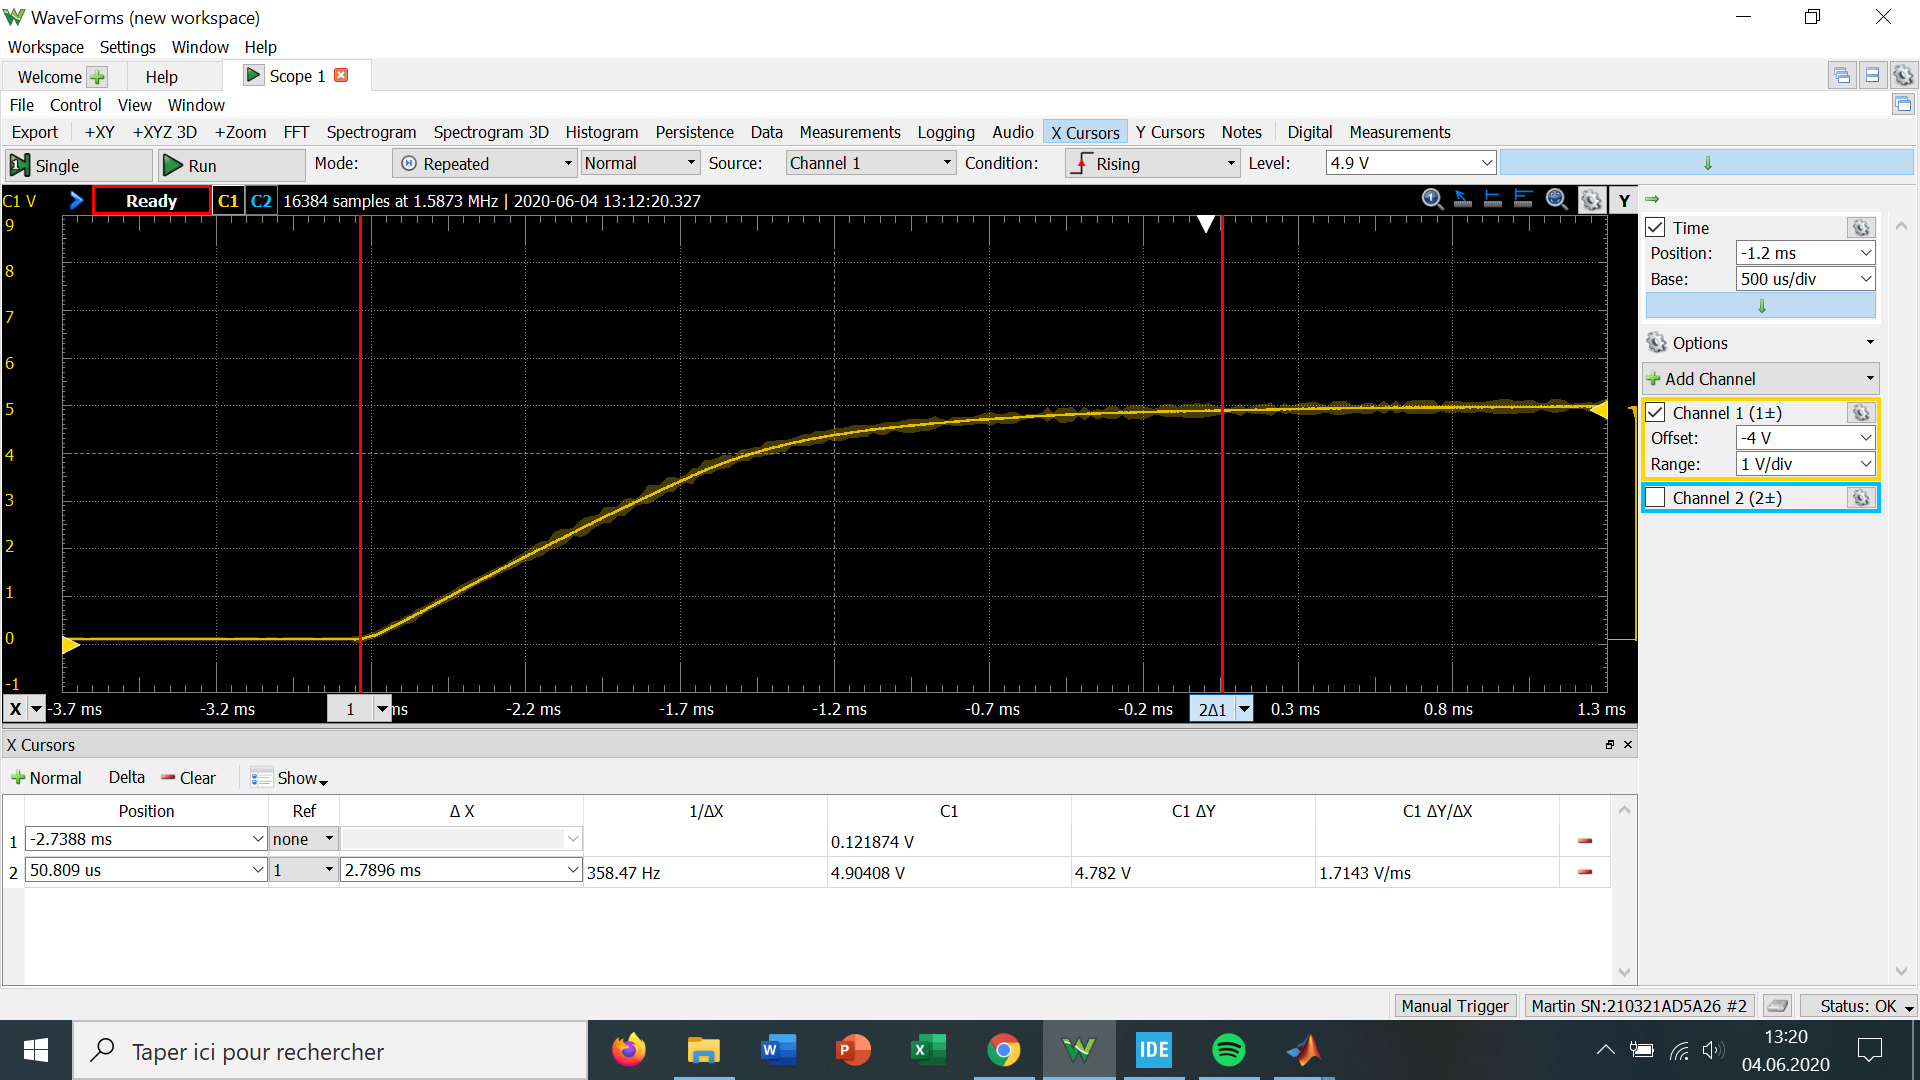 WaveForms (new workspace)
Workspace Settings Window Help
Welcome Help Scope 1
File Control View Window
Export +XY +XYZ 3D +Zoom FFT Spectrogram Spectrogram 3D Histogram Persistence Data Measurements Logging Audio X Cursors Y Cursors Notes Digital Measurements
Single Run Mode: Repeated Normal Source: Channel 1 Condition: Rising Level: 4.9 V
C1 V Ready C1 C2 16384 samples at 1.5873 MHz | 2020-06-04 13:12:20.327 Y
9
8
7
6
5
4
3
2
1
0
-1
X -3.7 ms -3.2 ms 1 ms -2.2 ms -1.7 ms -1.2 ms -0.7 ms -0.2 ms 2Δ1 0.3 ms 0.8 ms 1.3 ms
Time
Position: -1.2 ms
Base: 500 us/div
Options
Add Channel
Channel 1 (1±)
Offset: -4 V
Range: 1 V/div
Channel 2 (2±)
X Cursors
Normal Delta Clear Show
Position Ref Δ X 1/ΔX C1 C1 ΔY C1 ΔY/ΔX
1 -2.7388 ms none 0.121874 V
2 50.809 us 1 2.7896 ms 358.47 Hz 4.90408 V 4.782 V 1.7143 V/ms
Manual Trigger Martin SN:210321AD5A26 #2 Status: OK
Taper ici pour rechercher
IDE
13:20
04.06.2020